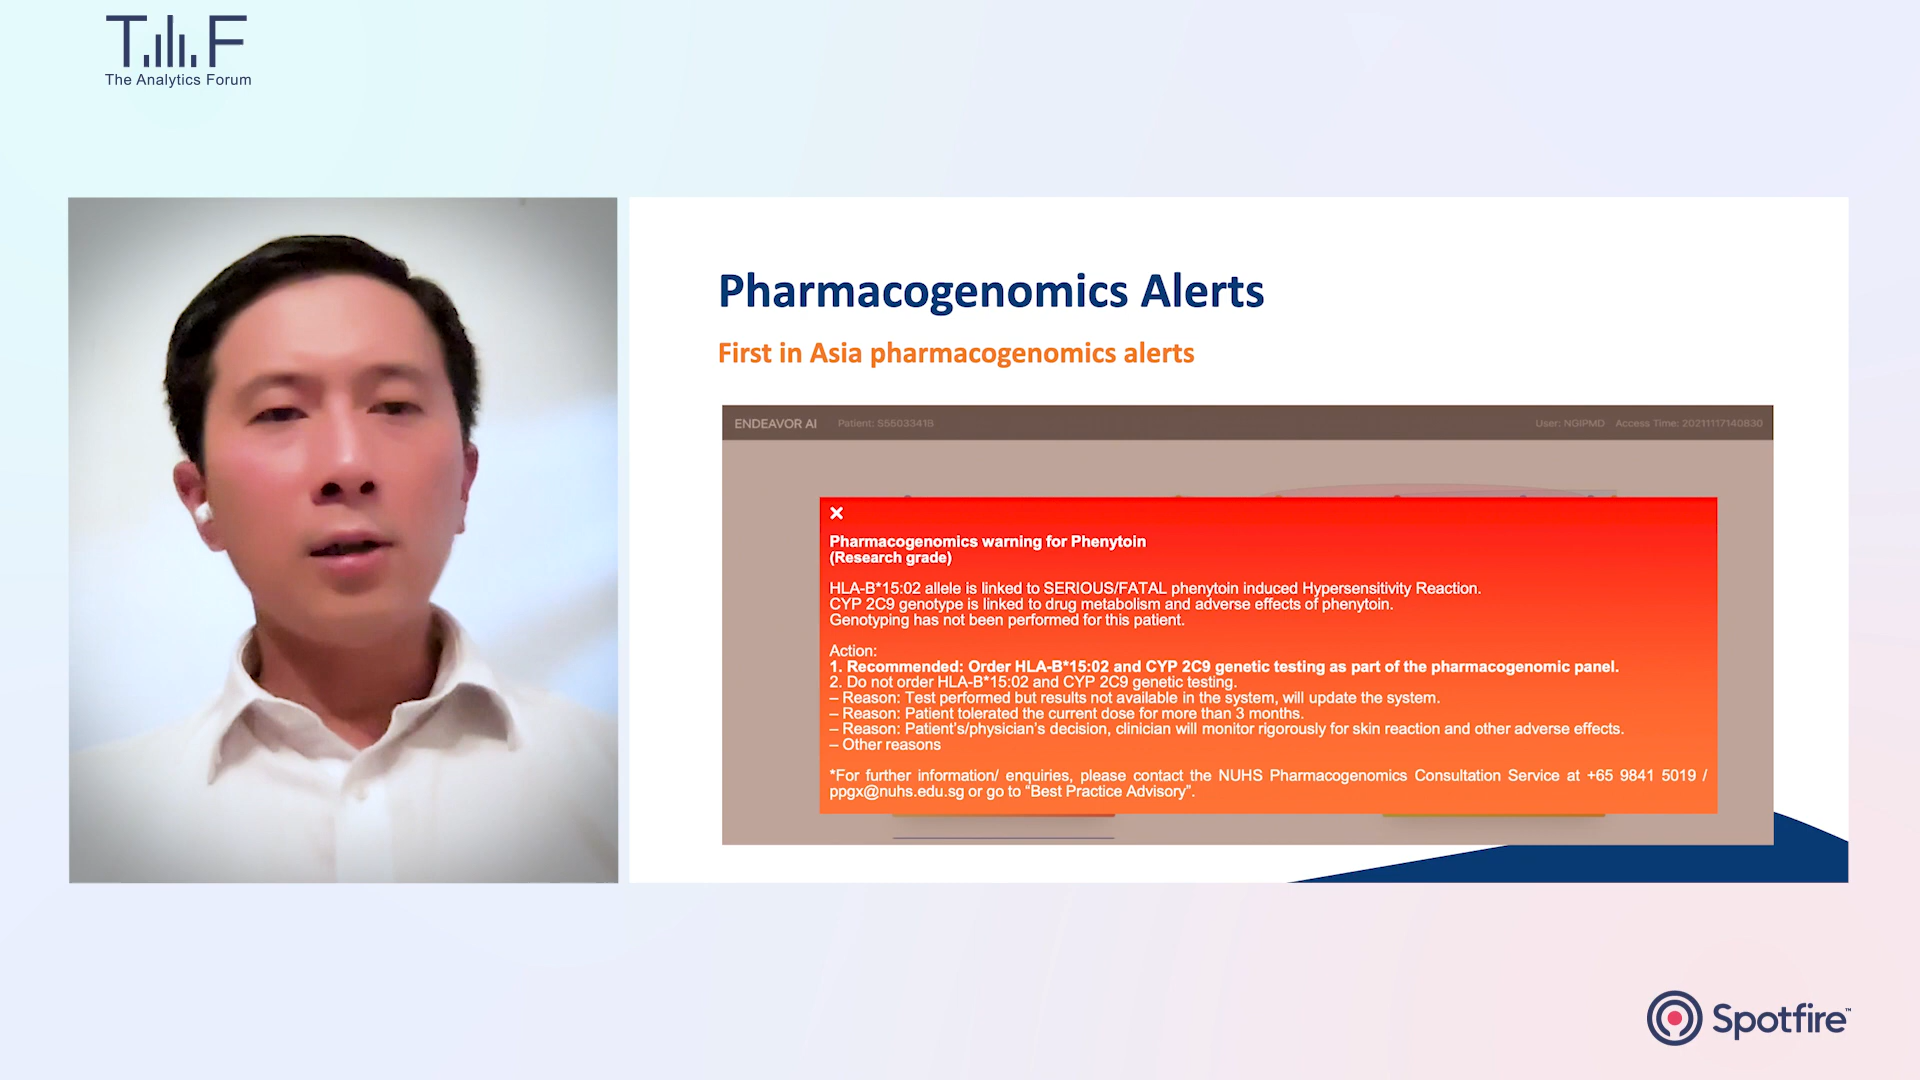 T F
The Analytics Forum
Pharmacogenomics Alerts
First in Asia pharmacogenomics alerts
ENDEAVOR AI Patient: S5503341B User: NGIPMD Access Time: 20211117140830
Pharmacogenomics warning for Phenytoin
(Research grade)
HLA-B*15:02 allele is linked to SERIOUS/FATAL phenytoin induced Hypersensitivity Reaction.
CYP 2C9 genotype is linked to drug metabolism and adverse effects of phenytoin.
Genotyping has not been performed for this patient.
Action:
1. Recommended: Order HLA-B*15:02 and CYP 2C9 genetic testing as part of the pharmacogenomic panel.
2. Do not order HLA-B*15:02 and CYP 2C9 genetic testing.
– Reason: Test performed but results not available in the system, will update the system.
– Reason: Patient tolerated the current dose for more than 3 months.
– Reason: Patient’s/physician’s decision, clinician will monitor rigorously for skin reaction and other adverse effects.
– Other reasons
*For further information/ enquiries, please contact the NUHS Pharmacogenomics Consultation Service at +65 9841 5019 /
ppgx@nuhs.edu.sg or go to “Best Practice Advisory”.
Spotfire™